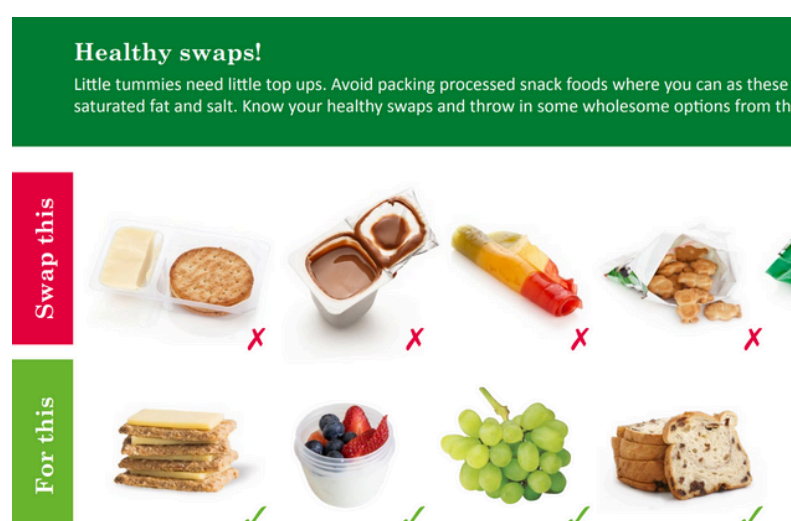 Healthy swaps!
Little tummies need little top ups. Avoid packing processed snack foods where you can as these
saturated fat and salt. Know your healthy swaps and throw in some wholesome options from th
Swap this
For this